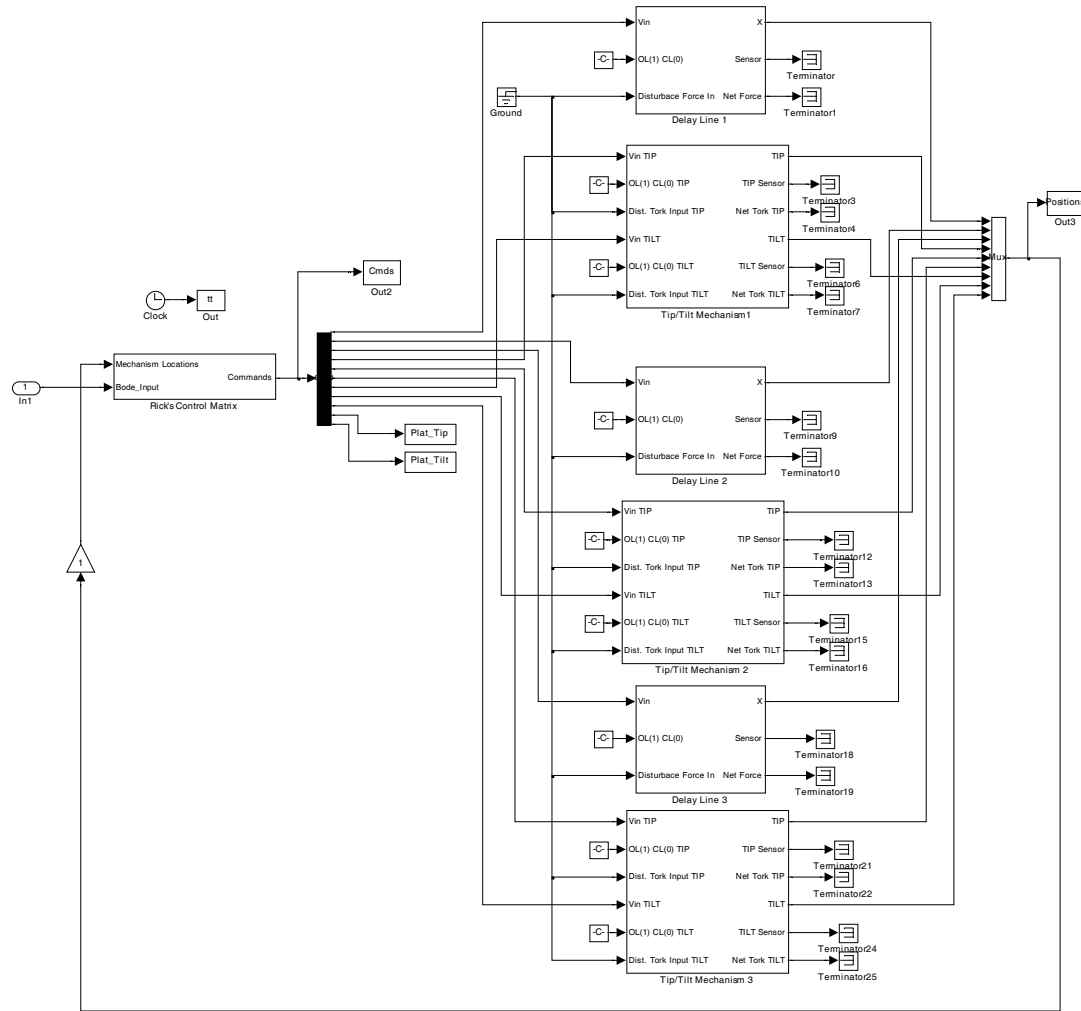 Vin
X
-C-
OL(1) CL(0)
Sensor
Terminator
Ground
Disturbace Force In
Net Force
Terminator1
Delay Line 1
Vin TIP
TIP
-C-
OL(1) CL(0) TIP
TIP Sensor
Terminator3
Dist. Tork Input TIP
Net Tork TIP
Terminator4
Vin TILT
TILT
-C-
OL(1) CL(0) TILT
TILT Sensor
Terminator6
Dist. Tork Input TILT
Net Tork TILT
Terminator7
Tip/Tilt Mechanism1
Positions
Out3
Mux
Cmds
Out2
Clock
tt
Out
Mechanism Locations
Bode_Input
Commands
Rick's Control Matrix
1
In1
Plat_Tip
Plat_Tilt
1
Vin
X
-C-
OL(1) CL(0)
Sensor
Terminator9
Disturbace Force In
Net Force
Terminator10
Delay Line 2
Vin TIP
TIP
-C-
OL(1) CL(0) TIP
TIP Sensor
Terminator12
Dist. Tork Input TIP
Net Tork TIP
Terminator13
Vin TILT
TILT
-C-
OL(1) CL(0) TILT
TILT Sensor
Terminator15
Dist. Tork Input TILT
Net Tork TILT
Terminator16
Tip/Tilt Mechanism 2
Vin
X
-C-
OL(1) CL(0)
Sensor
Terminator18
Disturbace Force In
Net Force
Terminator19
Delay Line 3
Vin TIP
TIP
-C-
OL(1) CL(0) TIP
TIP Sensor
Terminator21
Dist. Tork Input TIP
Net Tork TIP
Terminator22
Vin TILT
TILT
-C-
OL(1) CL(0) TILT
TILT Sensor
Terminator24
Dist. Tork Input TILT
Net Tork TILT
Terminator25
Tip/Tilt Mechanism 3